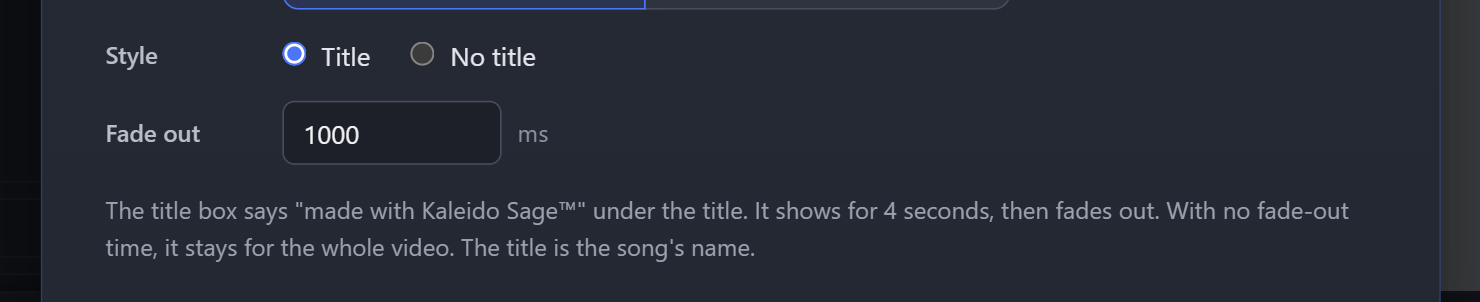 Style Title No title
Fade out 1000 ms
The title box says "made with Kaleido Sage™" under the title. It shows for 4 seconds, then fades out. With no fade-out
time, it stays for the whole video. The title is the song's name.